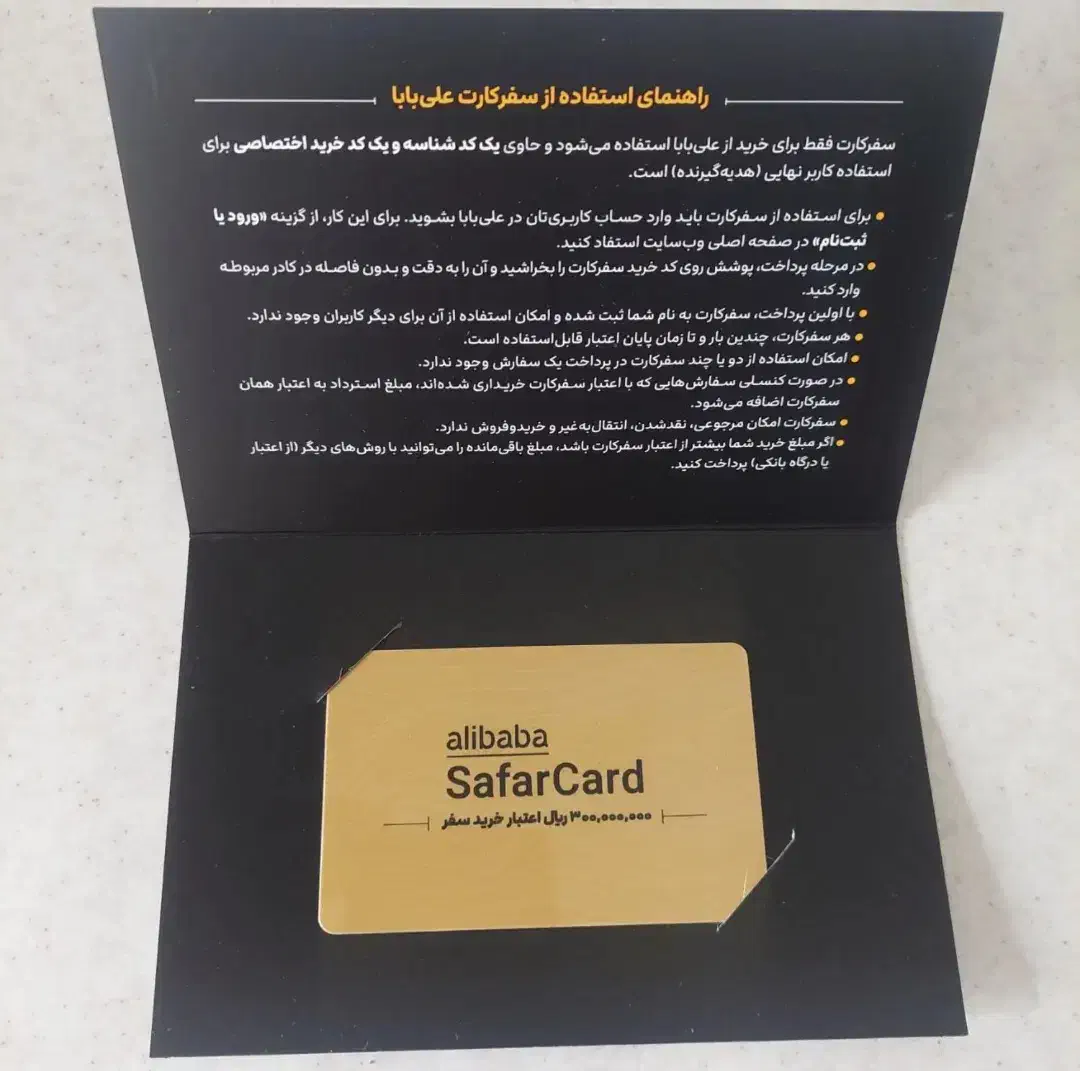 راهنمای استفاده از سفرکارت علی‌بابا
سفرکارت فقط برای خرید از علی‌بابا استفاده می‌شود و حاوی یک کد شناسه و یک کد خرید اختصاصی برای
استفاده کاربر نهایی (هدیه‌گیرنده) است.
• برای استفاده از سفرکارت باید وارد حساب کاربری‌تان در علی‌بابا بشوید. برای این کار، از گزینه «ورود یا
ثبت‌نام» در صفحه اصلی وب‌سایت استفاد کنید.
• در مرحله پرداخت، پوشش روی کد خرید سفرکارت را بخراشید و آن را به دقت و بدون فاصله در کادر مربوطه
وارد کنید.
• با اولین پرداخت، سفرکارت به نام شما ثبت شده و امکان استفاده از آن برای دیگر کاربران وجود ندارد.
• هر سفرکارت، چندین بار و تا زمان پایان اعتبار قابل‌استفاده است.
• امکان استفاده از دو یا چند سفرکارت در پرداخت یک سفارش وجود ندارد.
• در صورت کنسلی سفارش‌هایی که با اعتبار سفرکارت خریداری شده‌اند، مبلغ استرداد به اعتبار همان
سفرکارت اضافه می‌شود.
• سفرکارت امکان مرجوعی، نقدشدن، انتقال‌به‌غیر و خریدوفروش ندارد.
• اگر مبلغ خرید شما بیشتر از اعتبار سفرکارت باشد، مبلغ باقی‌مانده را می‌توانید با روش‌های دیگر (از اعتبار
یا درگاه بانکی) پرداخت کنید.
alibaba
SafarCard
۳۰۰,۰۰۰,۰۰۰ ریال اعتبار خرید سفر